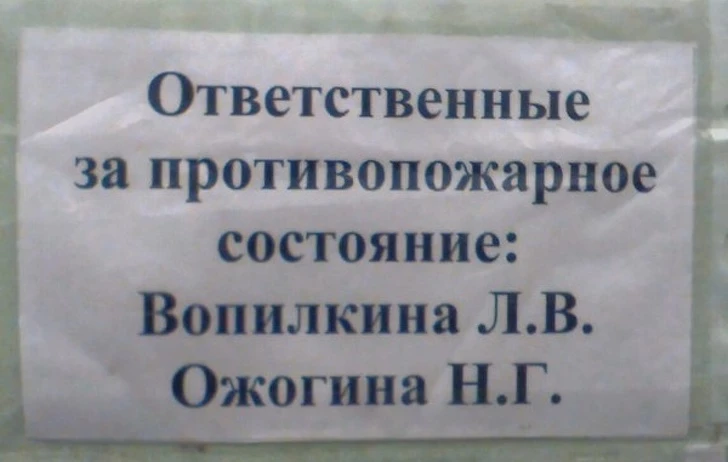 Ответственные
за противопожарное
состояние:
Вопилкина Л.В.
Ожогина Н.Г.